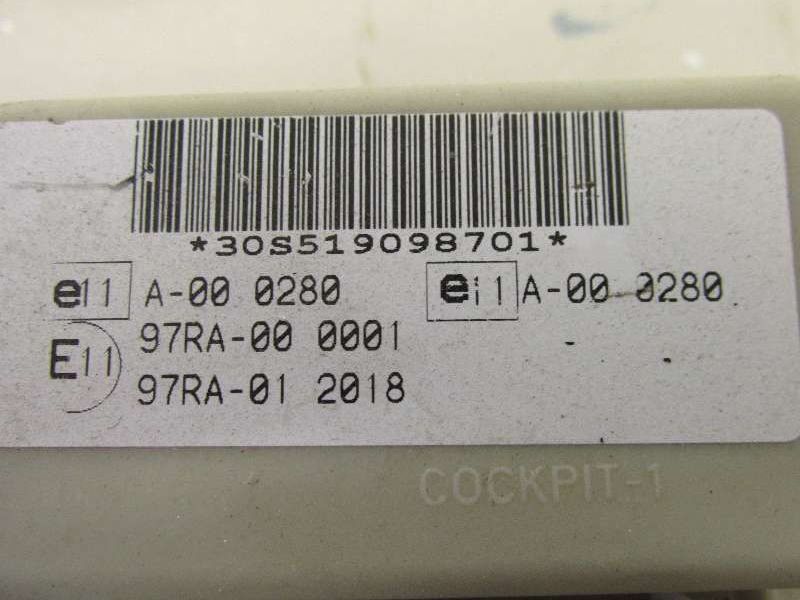 *30S519098701*
e11 A-00 0280 e11 A-00 0280
E11 97RA-00 0001
97RA-01 2018
COCKPIT-1